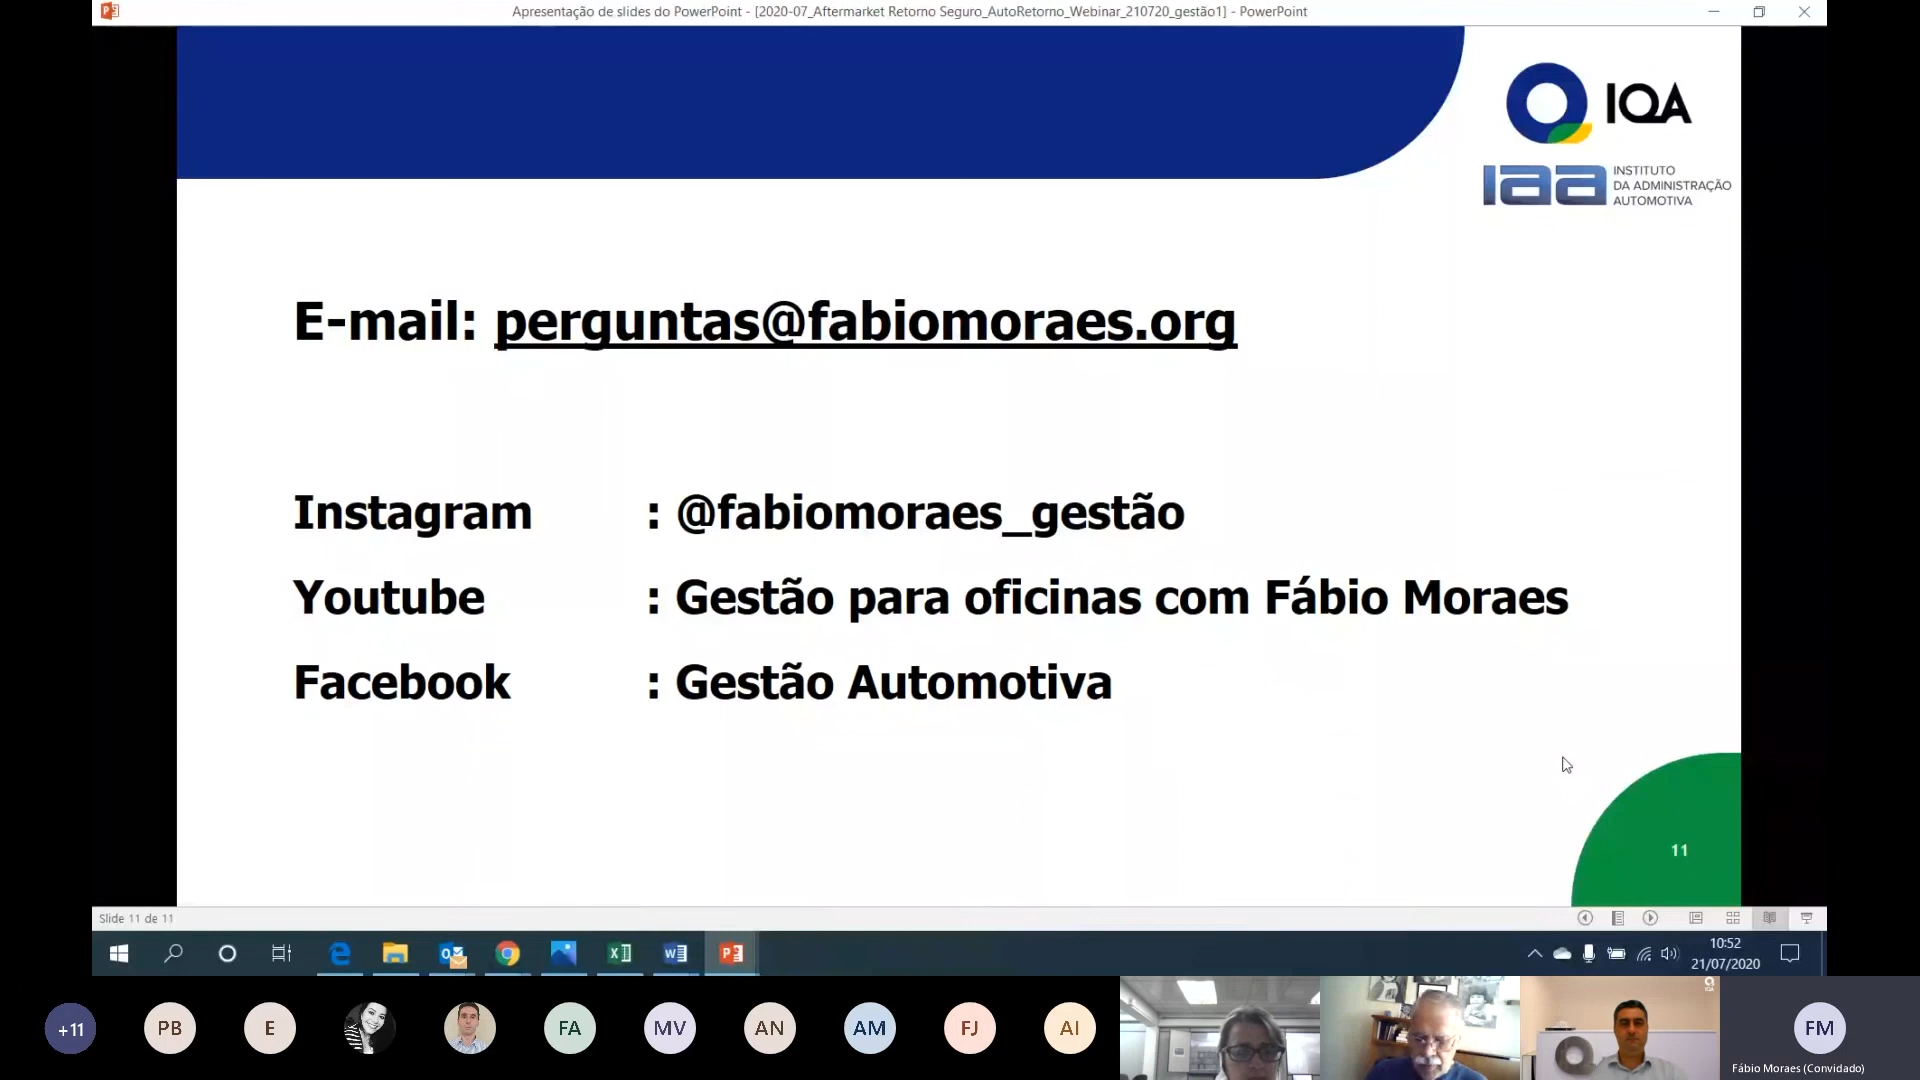 Apresentação de slides do PowerPoint - [2020-07_Aftermarket Retorno Seguro_AutoRetorno_Webinar_210720_gestão1] - PowerPoint
IQA
iaa
INSTITUTO
DA ADMINISTRAÇÃO
AUTOMOTIVA
E-mail: perguntas@fabiomoraes.org
Instagram : @fabiomoraes_gestão
Youtube : Gestão para oficinas com Fábio Moraes
Facebook : Gestão Automotiva
11
Slide 11 de 11
10:52
21/07/2020
+11
PB
E
FA
MV
AN
AM
FJ
AI
FM
Fábio Moraes (Convidado)